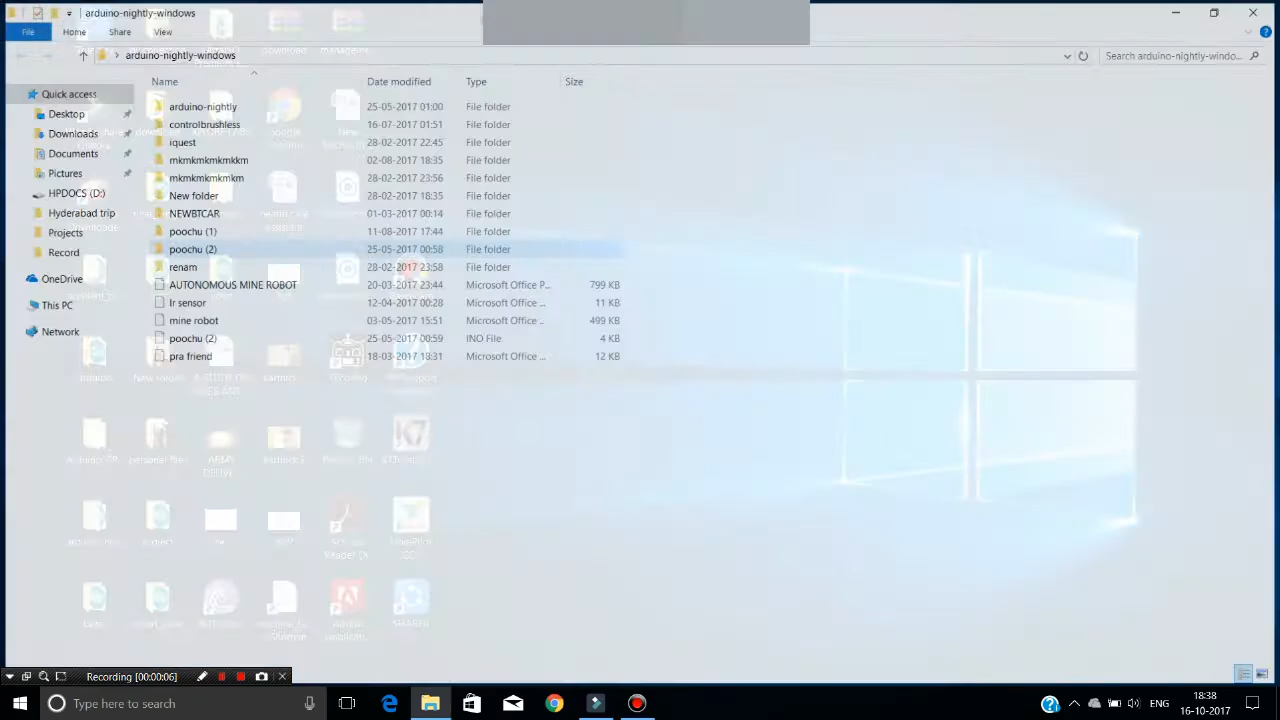 arduino-nightly-windows
File Home Share View
arduino-nightly-windows
Search arduino-nightly-windo...
Name Date modified Type Size
Quick access
Desktop
Downloads
Documents
Pictures
HPDOCS (D:)
Hyderabad trip
Projects
Record
OneDrive
This PC
Network
arduino-nightly 25-05-2017 01:00 File folder
controlbrushless 16-07-2017 01:51 File folder
iquest 28-02-2017 22:45 File folder
mkmkmkmkmkkm 02-08-2017 18:35 File folder
mkmkmkmkmkm 28-02-2017 23:56 File folder
New folder 28-02-2017 18:35 File folder
NEWBTCAR 01-03-2017 00:14 File folder
poochu (1) 11-08-2017 17:44 File folder
poochu (2) 25-05-2017 00:58 File folder
renam 28-02-2017 23:58 File folder
AUTONOMOUS MINE ROBOT 20-03-2017 23:44 Microsoft Office P... 799 KB
Ir sensor 12-04-2017 00:28 Microsoft Office ... 11 KB
mine robot 03-05-2017 15:51 Microsoft Office ... 499 KB
poochu (2) 25-05-2017 00:59 INO File 4 KB
pra friend 18-03-2017 18:31 Microsoft Office ... 12 KB
Recording [00:00:06]
Type here to search
ENG
18:38
16-10-2017